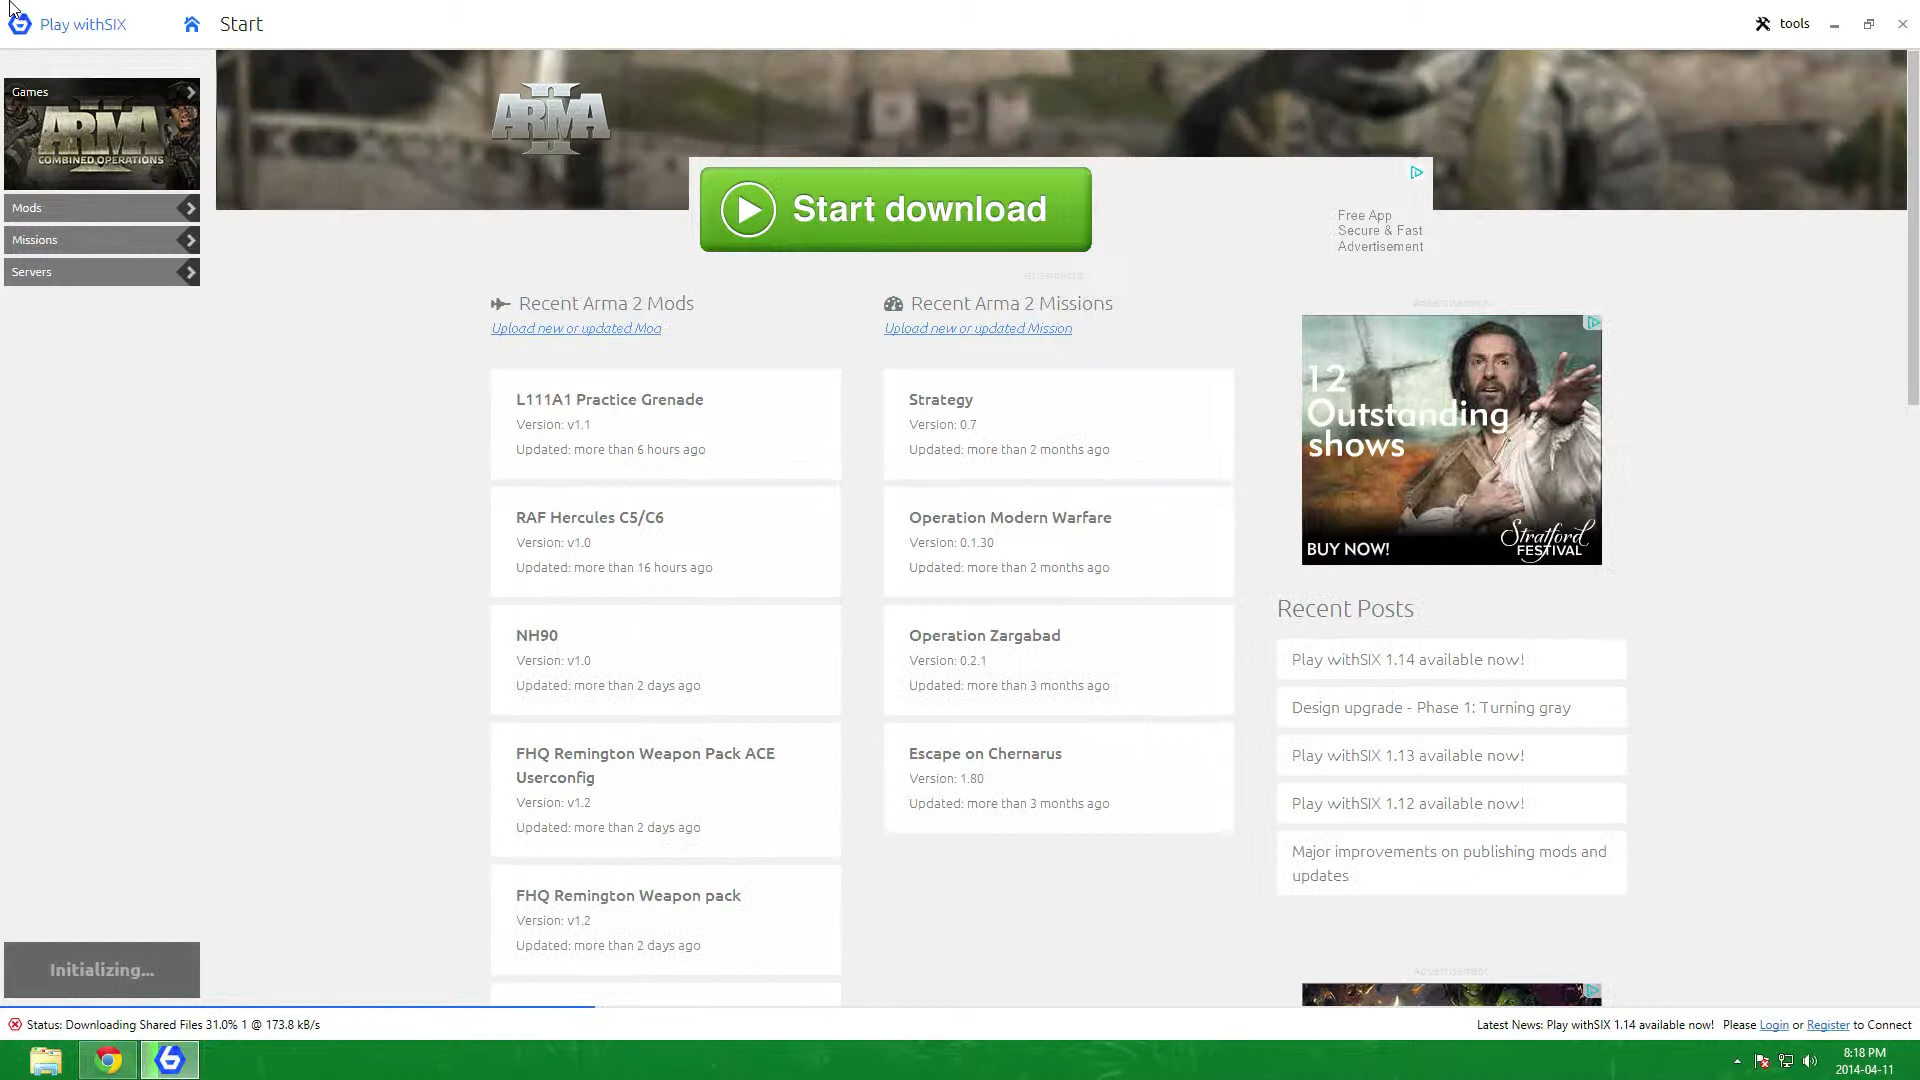 Play withSIX
Start
tools
Games
ARMA II
COMBINED OPERATIONS
Mods
Missions
Servers
ARMA II
Start download
Free App
Secure & Fast
Advertisement
Recent Arma 2 Mods
Upload new or updated Mod
L111A1 Practice Grenade
Version: v1.1
Updated: more than 6 hours ago
RAF Hercules C5/C6
Version: v1.0
Updated: more than 16 hours ago
NH90
Version: v1.0
Updated: more than 2 days ago
FHQ Remington Weapon Pack ACE
Userconfig
Version: v1.2
Updated: more than 2 days ago
FHQ Remington Weapon pack
Version: v1.2
Updated: more than 2 days ago
Recent Arma 2 Missions
Upload new or updated Mission
Strategy
Version: 0.7
Updated: more than 2 months ago
Operation Modern Warfare
Version: 0.1.30
Updated: more than 2 months ago
Operation Zargabad
Version: 0.2.1
Updated: more than 3 months ago
Escape on Chernarus
Version: 1.80
Updated: more than 3 months ago
Advertisement
12
Outstanding
shows
BUY NOW!
Stratford
FESTIVAL
Recent Posts
Play withSIX 1.14 available now!
Design upgrade - Phase 1: Turning gray
Play withSIX 1.13 available now!
Play withSIX 1.12 available now!
Major improvements on publishing mods and
updates
Advertisement
Initializing...
Status: Downloading Shared Files 31.0% 1 @ 173.8 kB/s
Latest News: Play withSIX 1.14 available now! Please Login or Register to Connect
8:18 PM
2014-04-11